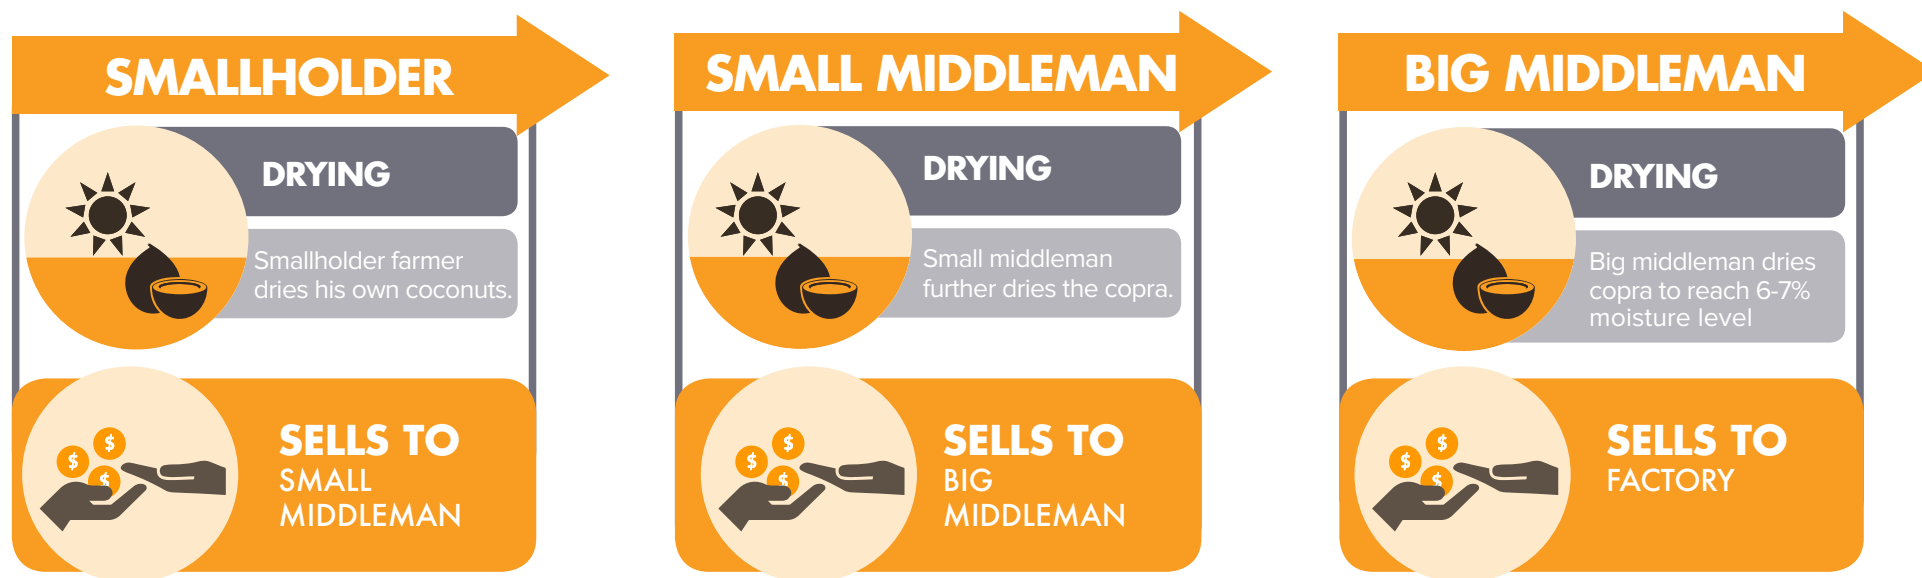 SMALLHOLDER
DRYING
Smallholder farmer
dries his own coconuts.
$
$
$
SELLS TO
SMALL
MIDDLEMAN
SMALL MIDDLEMAN
DRYING
Small middleman
further dries the copra.
$
$
$
SELLS TO
BIG
MIDDLEMAN
BIG MIDDLEMAN
DRYING
Big middleman dries
copra to reach 6-7%
moisture level
$
$
$
SELLS TO
FACTORY